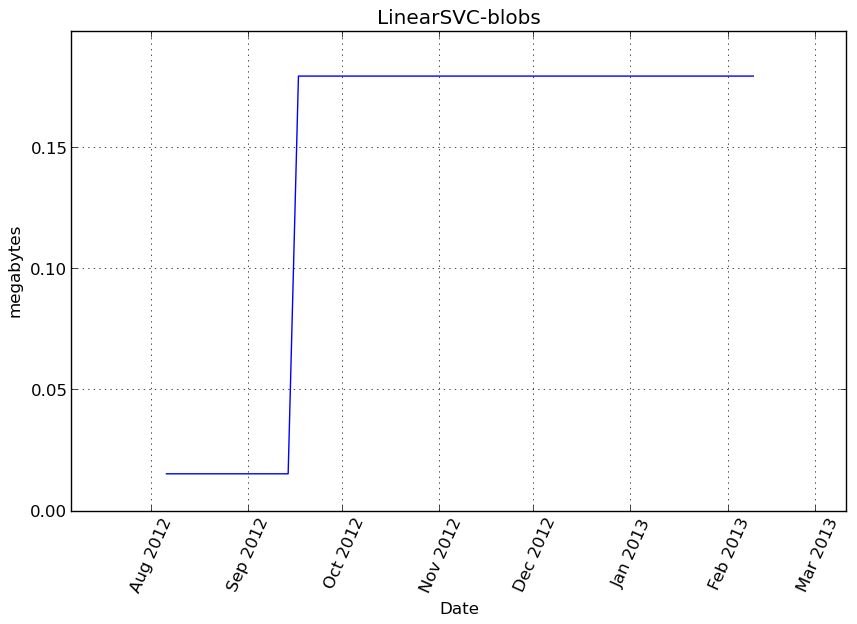 LinearSVC-blobs
megabytes
0.15
0.10
0.05
0.00
Aug 2012
Sep 2012
Oct 2012
Nov 2012
Dec 2012
Jan 2013
Feb 2013
Mar 2013
Date